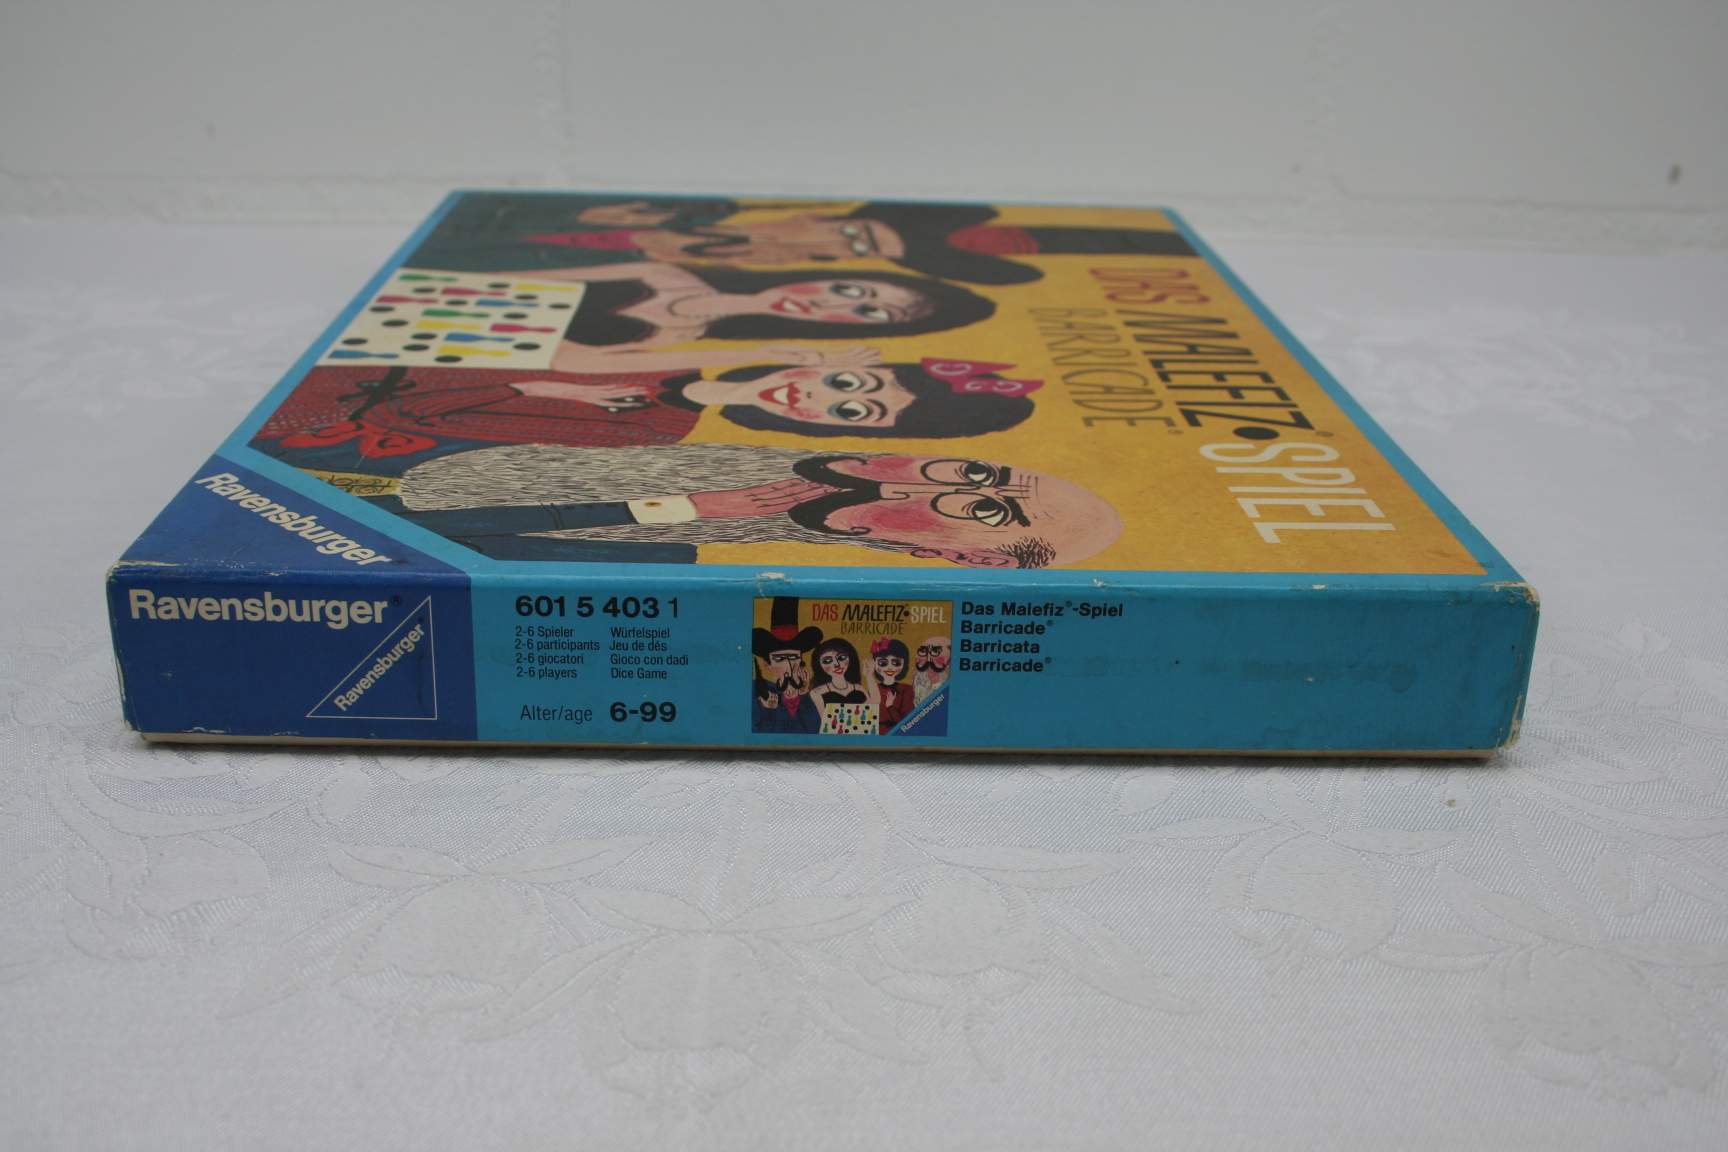 DAS MALEFIZ®•SPIEL
BARRICADE®
Ravensburger
Ravensburger®
Ravensburger
601 5 403 1
2-6 Spieler Würfelspiel
2-6 participants Jeu de dés
2-6 giocatori Gioco con dadi
2-6 players Dice Game
Alter/age 6-99
DAS MALEFIZ®•SPIEL
BARRICADE®
Ravensburger
Das Malefiz®-Spiel
Barricade®
Barricata
Barricade®